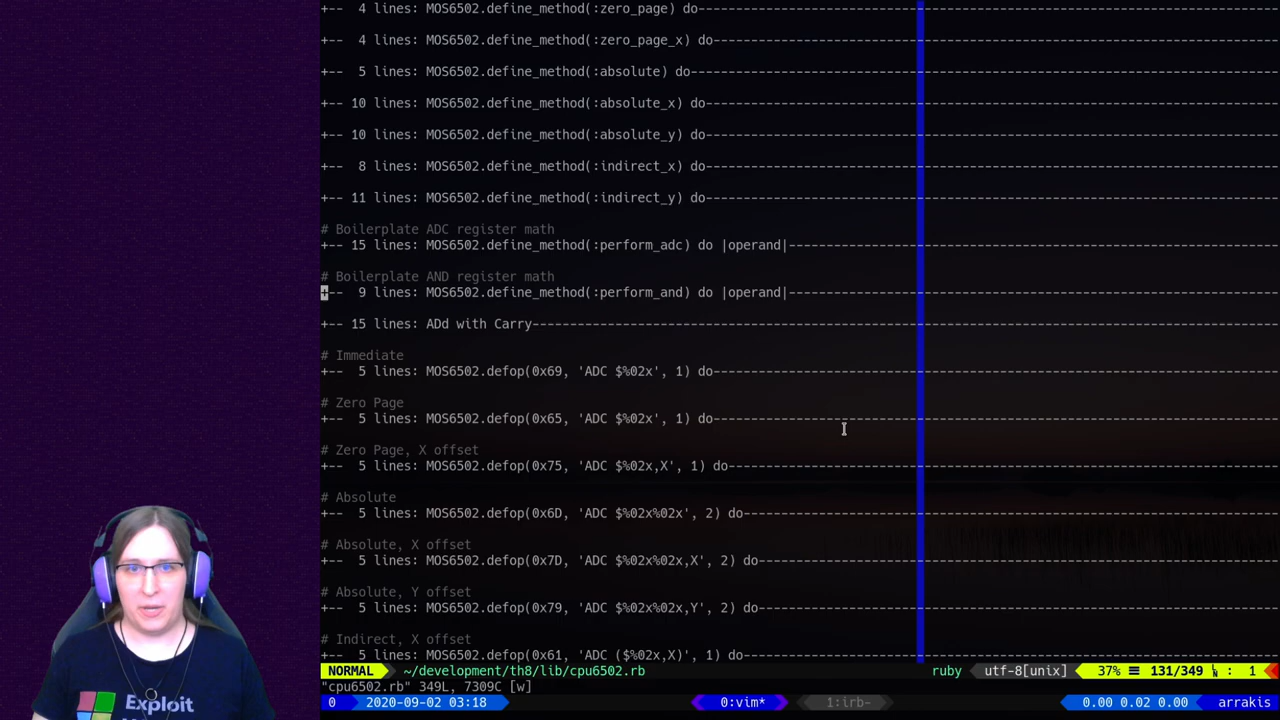 +--  4 lines: MOS6502.define_method(:zero_page) do
+--  4 lines: MOS6502.define_method(:zero_page_x) do
+--  5 lines: MOS6502.define_method(:absolute) do
+-- 10 lines: MOS6502.define_method(:absolute_x) do
+-- 10 lines: MOS6502.define_method(:absolute_y) do
+--  8 lines: MOS6502.define_method(:indirect_x) do
+-- 11 lines: MOS6502.define_method(:indirect_y) do
# Boilerplate ADC register math
+-- 15 lines: MOS6502.define_method(:perform_adc) do |operand|
# Boilerplate AND register math
+--  9 lines: MOS6502.define_method(:perform_and) do |operand|
+-- 15 lines: ADd with Carry
# Immediate
+--  5 lines: MOS6502.defop(0x69, 'ADC $%02x', 1) do
# Zero Page
+--  5 lines: MOS6502.defop(0x65, 'ADC $%02x', 1) do
# Zero Page, X offset
+--  5 lines: MOS6502.defop(0x75, 'ADC $%02x,X', 1) do
# Absolute
+--  5 lines: MOS6502.defop(0x6D, 'ADC $%02x%02x', 2) do
# Absolute, X offset
+--  5 lines: MOS6502.defop(0x7D, 'ADC $%02x%02x,X', 2) do
# Absolute, Y offset
+--  5 lines: MOS6502.defop(0x79, 'ADC $%02x%02x,Y', 2) do
# Indirect, X offset
+--  5 lines: MOS6502.defop(0x61, 'ADC ($%02x,X)', 1) do
NORMAL ~/development/th8/lib/cpu6502.rb ruby utf-8[unix] 37% ≡ 131/349 ㏑ : 1
"cpu6502.rb" 349L, 7309C [w]
0 2020-09-02 03:18 0:vim* 1:irb- 0.00 0.02 0.00 arrakis
Exploit